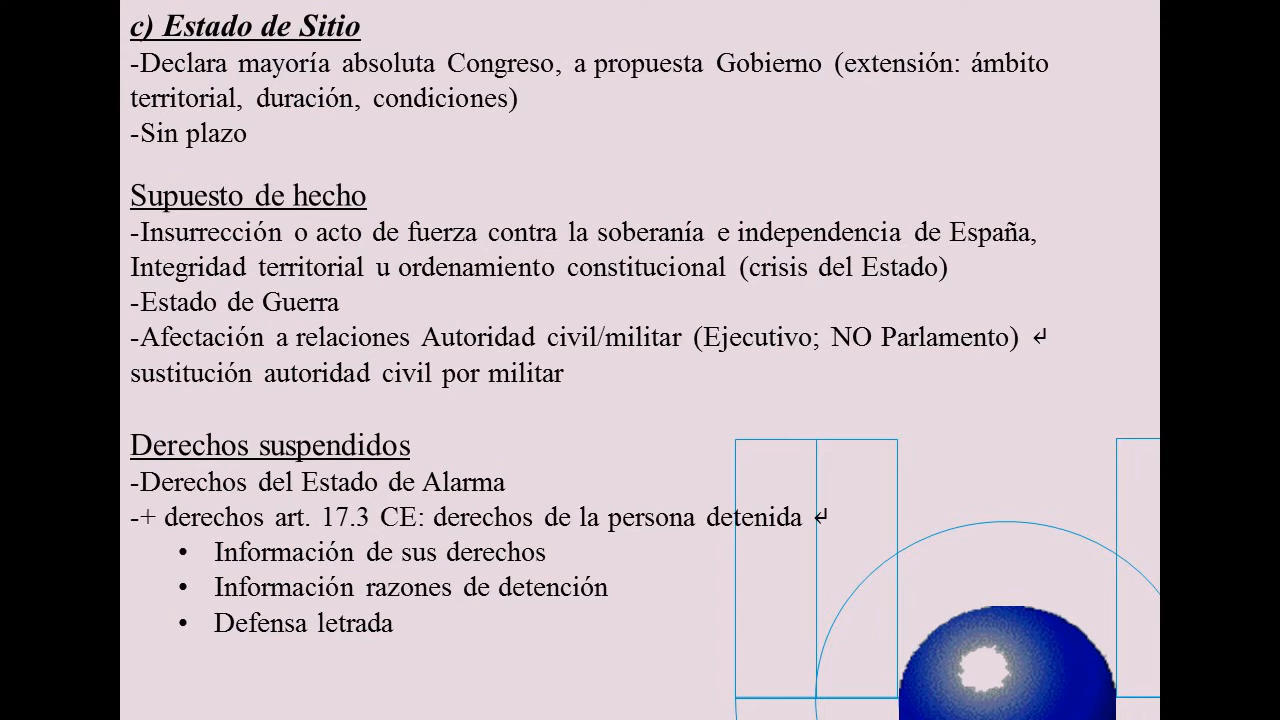 c) Estado de Sitio
-Declara mayoría absoluta Congreso, a propuesta Gobierno (extensión: ámbito
territorial, duración, condiciones)
-Sin plazo
Supuesto de hecho
-Insurrección o acto de fuerza contra la soberanía e independencia de España,
Integridad territorial u ordenamiento constitucional (crisis del Estado)
-Estado de Guerra
-Afectación a relaciones Autoridad civil/militar (Ejecutivo; NO Parlamento) ↲
sustitución autoridad civil por militar
Derechos suspendidos
-Derechos del Estado de Alarma
-+ derechos art. 17.3 CE: derechos de la persona detenida ↲
• Información de sus derechos
• Información razones de detención
• Defensa letrada